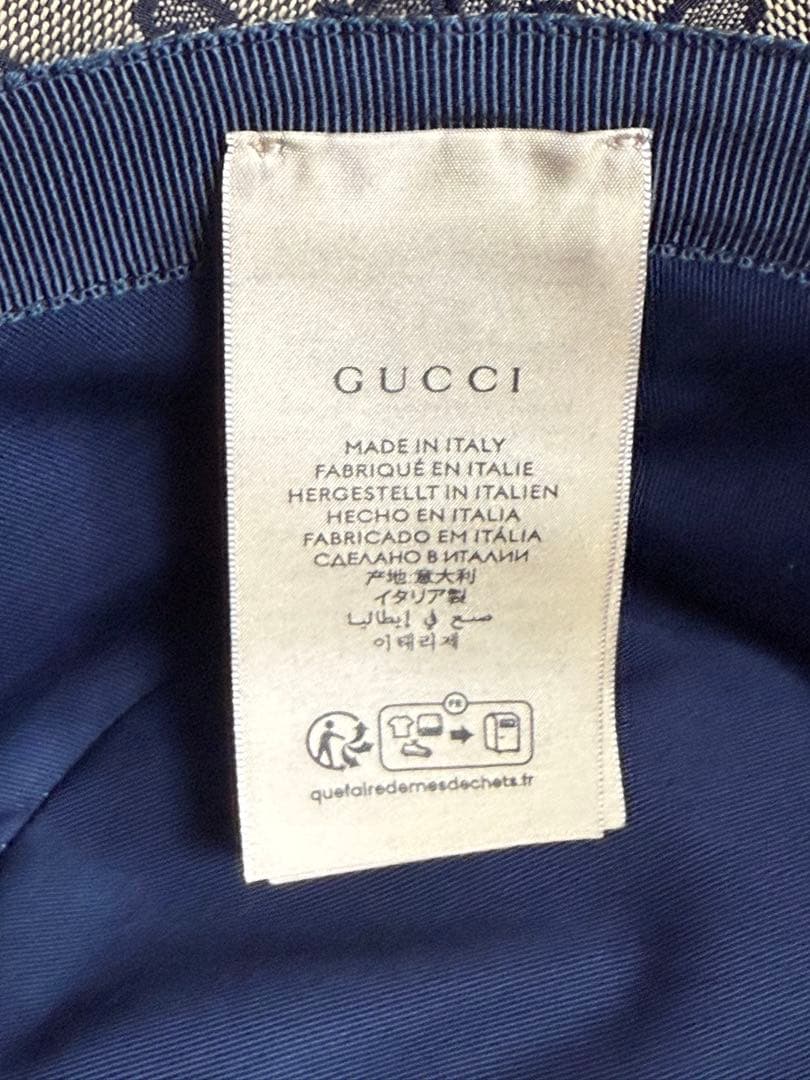 GUCCI
MADE IN ITALY
FABRIQUÉ EN ITALIE
HERGESTELLT IN ITALIEN
HECHO EN ITALIA
FABRICADO EM ITÁLIA
СДЕЛАНО В ИТАЛИИ
产地:意大利
イタリア製
صنع في إيطاليا
이태리제
FR
quefairedemesdechets.fr